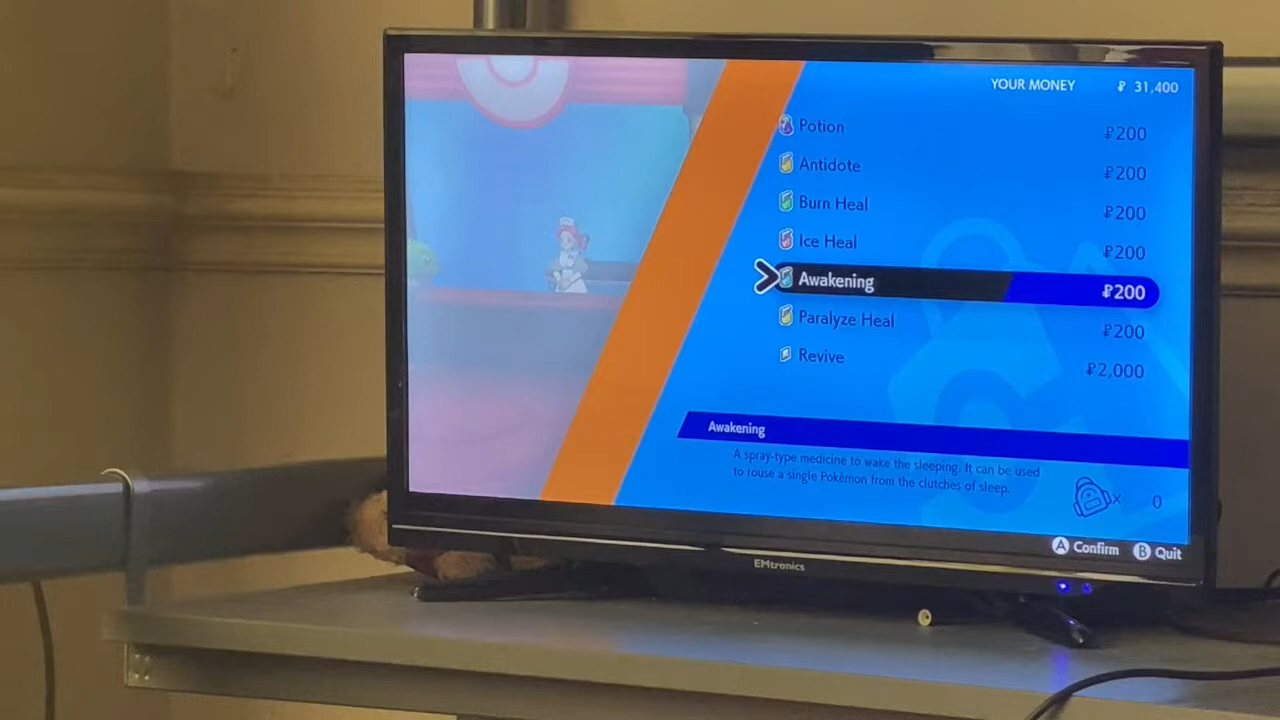 YOUR MONEY ₽ 31,400
Potion ₽200
Antidote ₽200
Burn Heal ₽200
Ice Heal ₽200
Awakening ₽200
Paralyze Heal ₽200
Revive ₽2,000
Awakening
A spray-type medicine to wake the sleeping. It can be used
to rouse a single Pokémon from the clutches of sleep.
× 0
A Confirm B Quit
EMtronics